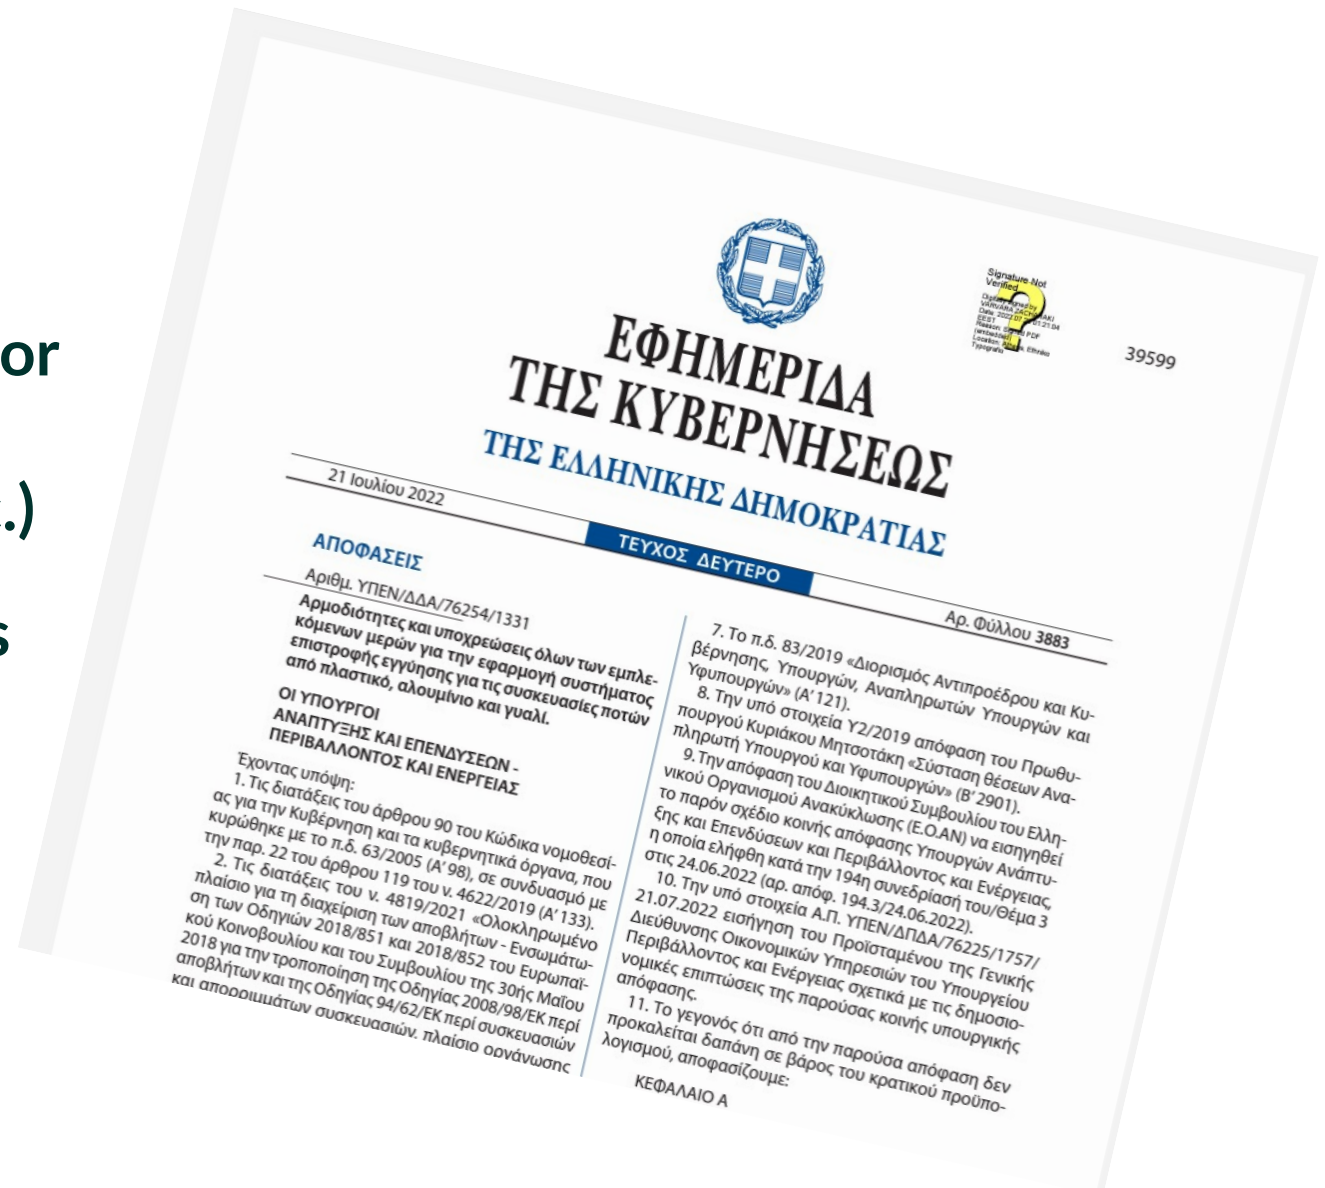 or
.)
s
Signature Not
Verified
39599
ΕΦΗΜΕΡΙΔΑ
ΤΗΣ ΚΥΒΕΡΝΗΣΕΩΣ
ΤΗΣ ΕΛΛΗΝΙΚΗΣ ΔΗΜΟΚΡΑΤΙΑΣ
21 Ιουλίου 2022
ΤΕΥΧΟΣ ΔΕΥΤΕΡΟ
Αρ. Φύλλου 3883
ΑΠΟΦΑΣΕΙΣ
Αριθμ. ΥΠΕΝ/ΔΔΑ/76254/1331
Αρμοδιότητες και υποχρεώσεις όλων των εμπλε-
κόμενων μερών για την εφαρμογή συστήματος
επιστροφής εγγύησης για τις συσκευασίες ποτών
από πλαστικό, αλουμίνιο και γυαλί.
ΟΙ ΥΠΟΥΡΓΟΙ
ΑΝΑΠΤΥΞΗΣ ΚΑΙ ΕΠΕΝΔΥΣΕΩΝ -
ΠΕΡΙΒΑΛΛΟΝΤΟΣ ΚΑΙ ΕΝΕΡΓΕΙΑΣ
Έχοντας υπόψη:
1. Τις διατάξεις του άρθρου 90 του Κώδικα νομοθεσί-
ας για την Κυβέρνηση και τα κυβερνητικά όργανα, που
κυρώθηκε με το π.δ. 63/2005 (Α’ 98), σε συνδυασμό με
την παρ. 22 του άρθρου 119 του ν. 4622/2019 (Α’ 133).
2. Τις διατάξεις του ν. 4819/2021 «Ολοκληρωμένο
πλαίσιο για τη διαχείριση των αποβλήτων - Ενσωμάτω-
ση των Οδηγιών 2018/851 και 2018/852 του Ευρωπαϊ-
κού Κοινοβουλίου και του Συμβουλίου της 30ής Μαΐου
2018 για την τροποποίηση της Οδηγίας 2008/98/ΕΚ περί
αποβλήτων και της Οδηγίας 94/62/ΕΚ περί συσκευασιών
και απορριμμάτων συσκευασιών, πλαίσιο οργάνωσης
7. Το π.δ. 83/2019 «Διορισμός Αντιπροέδρου και Κυ-
βέρνησης, Υπουργών, Αναπληρωτών Υπουργών και
Υφυπουργών» (Α’ 121).
8. Την υπό στοιχεία Υ2/2019 απόφαση του Πρωθυ-
πουργού Κυριάκου Μητσοτάκη «Σύσταση θέσεων Ανα-
πληρωτή Υπουργού και Υφυπουργών» (Β’ 2901).
9. Την απόφαση του Διοικητικού Συμβουλίου του Ελλη-
νικού Οργανισμού Ανακύκλωσης (Ε.Ο.ΑΝ) να εισηγηθεί
το παρόν σχέδιο κοινής απόφασης Υπουργών Ανάπτυ-
ξης και Επενδύσεων και Περιβάλλοντος και Ενέργειας,
η οποία ελήφθη κατά την 194η συνεδρίασή του/Θέμα 3
στις 24.06.2022 (αρ. απόφ. 194.3/24.06.2022).
10. Την υπό στοιχεία Α.Π. ΥΠΕΝ/ΔΠΔΑ/76225/1757/
21.07.2022 εισήγηση του Προϊσταμένου της Γενικής
Διεύθυνσης Οικονομικών Υπηρεσιών του Υπουργείου
Περιβάλλοντος και Ενέργειας σχετικά με τις δημοσιο-
νομικές επιπτώσεις της παρούσας κοινής υπουργικής
απόφασης.
11. Το γεγονός ότι από την παρούσα απόφαση δεν
προκαλείται δαπάνη σε βάρος του κρατικού προϋπο-
λογισμού, αποφασίζουμε:
ΚΕΦΑΛΑΙΟ Α